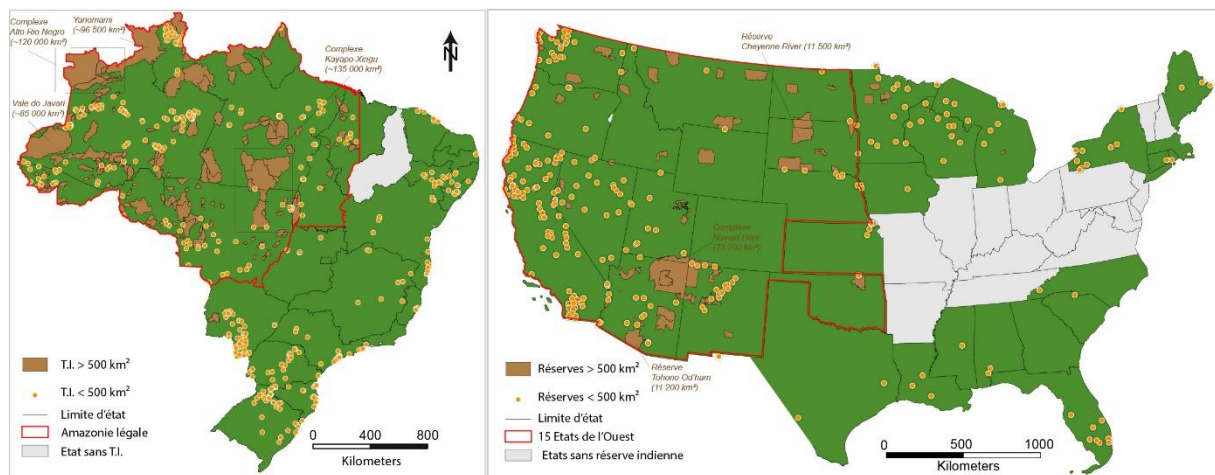 Complexe
Alto Rio Negro
(~120 000 km²)
Yanomami
(~96 500 km²)
N
Complexe
Kayapo-Xingu
(~135 000 km²)
Vale do Javari
(~85 000 km²)
T.I. > 500 km²
T.I. < 500 km²
Limite d'état
Amazonie légale
Etat sans T.I.
0 400 800
Kilometers
Réserve
Cheyenne River (11 500 km²)
Complexe
Navajo Hopi
(73 200 km²)
Réserve
Tohono Od'ham
(11 200 km²)
Réserves > 500 km²
Réserves < 500 km²
Limite d'état
15 Etats de l'Ouest
Etats sans réserve indienne
0 500 1000
Kilometers